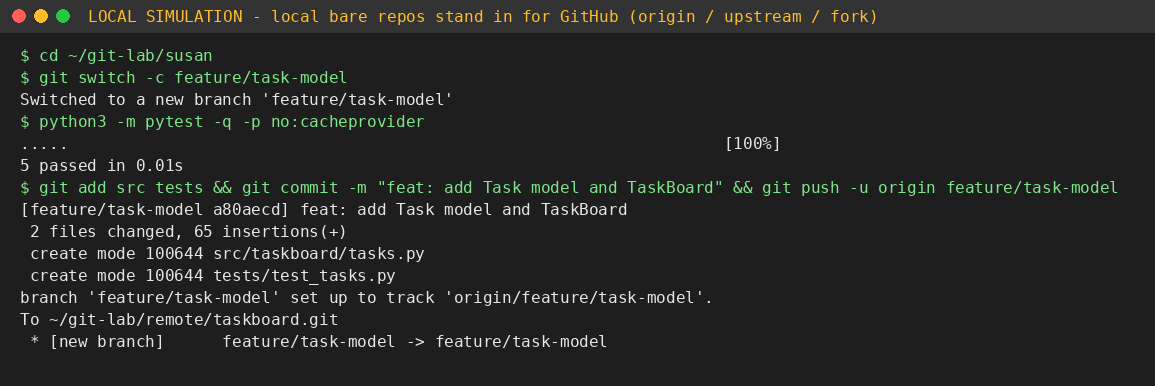 LOCAL SIMULATION - local bare repos stand in for GitHub (origin / upstream / fork)
$ cd ~/git-lab/susan
$ git switch -c feature/task-model
Switched to a new branch 'feature/task-model'
$ python3 -m pytest -q -p no:cacheprovider
..... [100%]
5 passed in 0.01s
$ git add src tests && git commit -m "feat: add Task model and TaskBoard" && git push -u origin feature/task-model
[feature/task-model a80aecd] feat: add Task model and TaskBoard
 2 files changed, 65 insertions(+)
 create mode 100644 src/taskboard/tasks.py
 create mode 100644 tests/test_tasks.py
branch 'feature/task-model' set up to track 'origin/feature/task-model'.
To ~/git-lab/remote/taskboard.git
 * [new branch]      feature/task-model -> feature/task-model